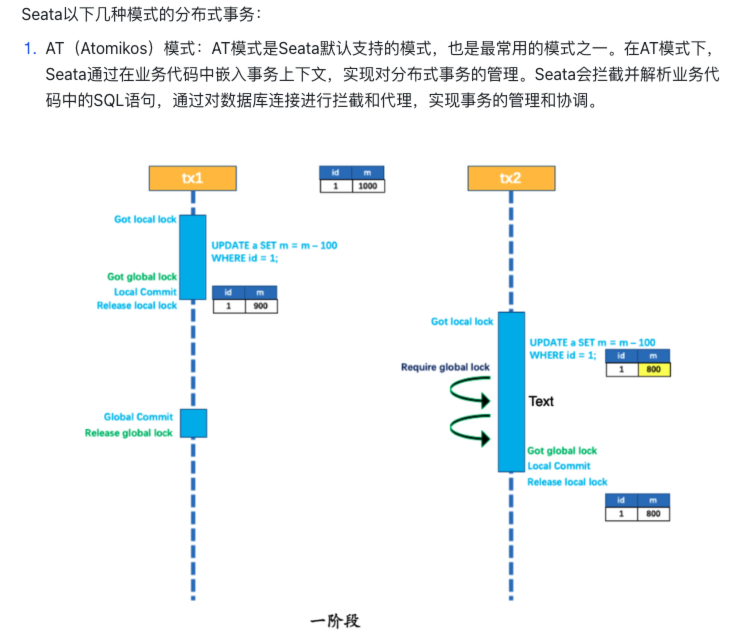 Seata以下几种模式的分布式事务：
1. AT（Atomikos）模式：AT模式是Seata默认支持的模式，也是最常用的模式之一。在AT模式下，
Seata通过在业务代码中嵌入事务上下文，实现对分布式事务的管理。Seata会拦截并解析业务代
码中的SQL语句，通过对数据库连接进行拦截和代理，实现事务的管理和协调。
tx1
id m
1 1000
tx2
Got local lock
UPDATE a SET m = m – 100
WHERE id = 1;
Got global lock
Local Commit
Release local lock
id m
1 900
Got local lock
UPDATE a SET m = m – 100
WHERE id = 1;
id m
1 800
Require global lock
Text
Global Commit
Release global lock
Got global lock
Local Commit
Release local lock
id m
1 800
一阶段